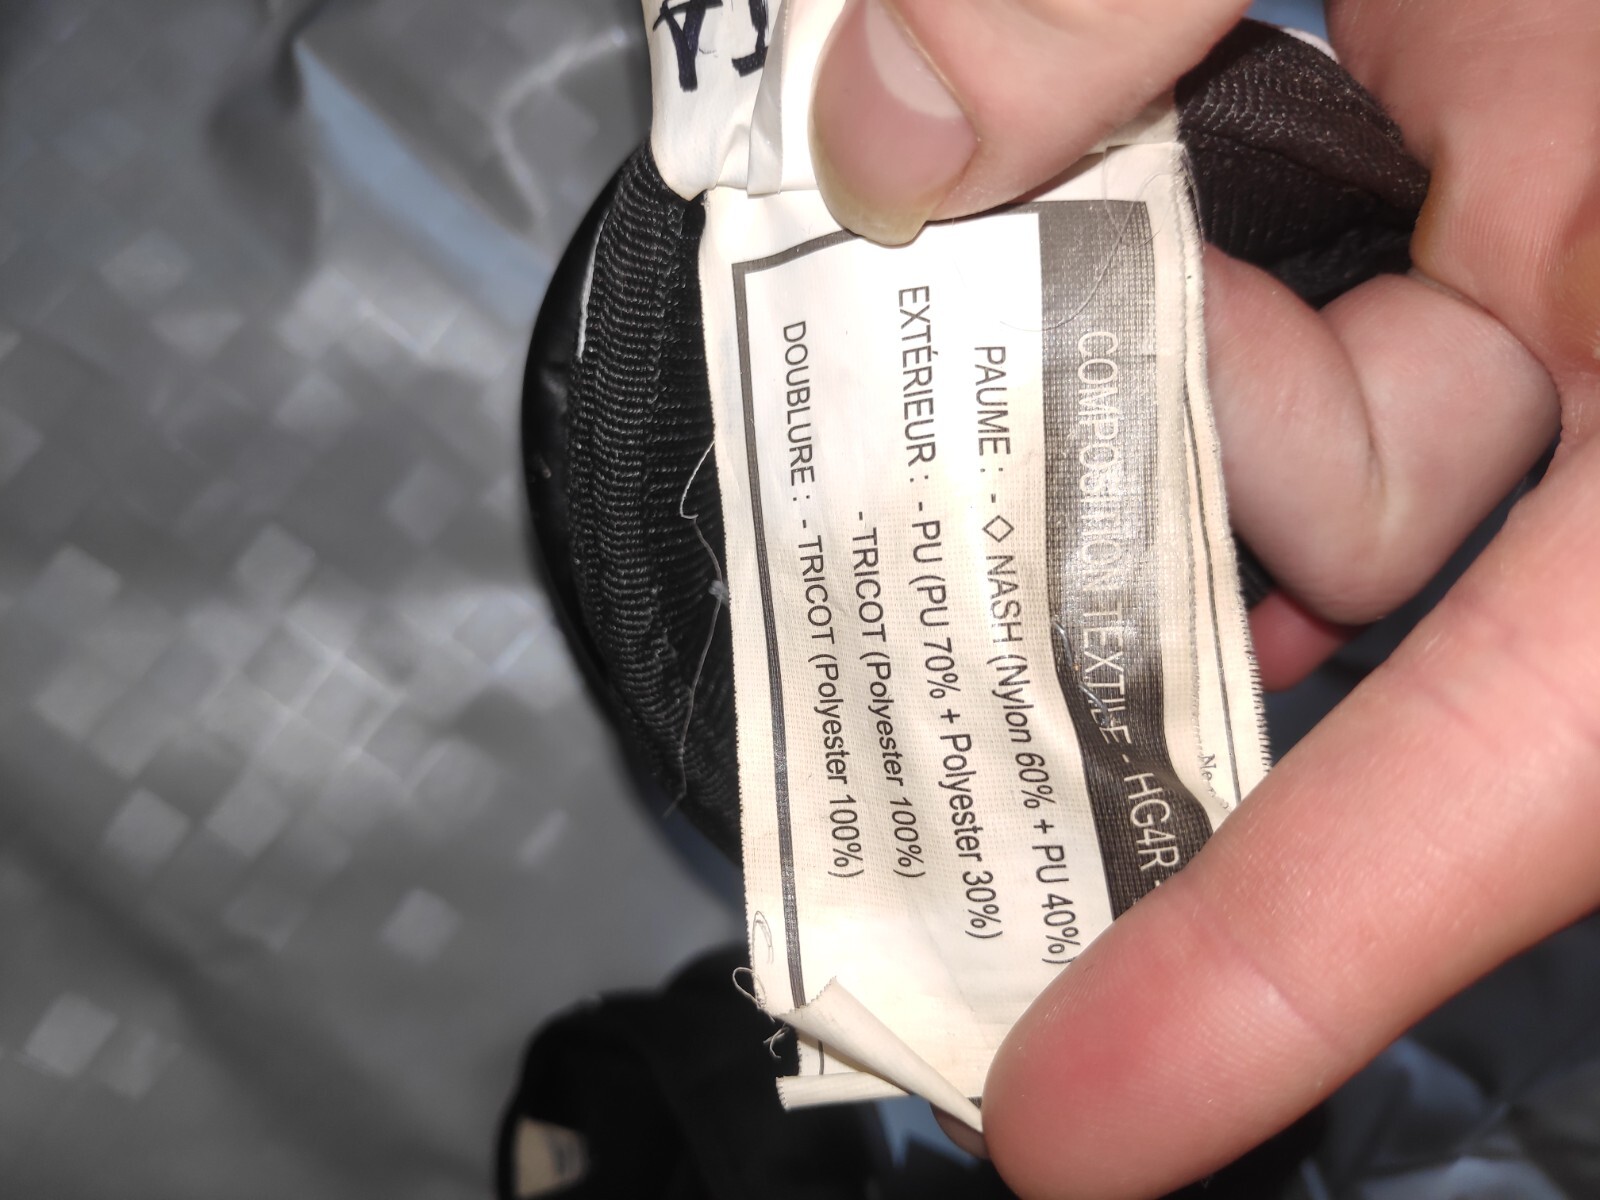 COMPOSITION TEXTILE - HG4R -
PAUME : - ◇ NASH (Nylon 60% + PU 40%)
EXTÉRIEUR : - PU (PU 70% + Polyester 30%)
- TRICOT (Polyester 100%)
DOUBLURE : - TRICOT (Polyester 100%)